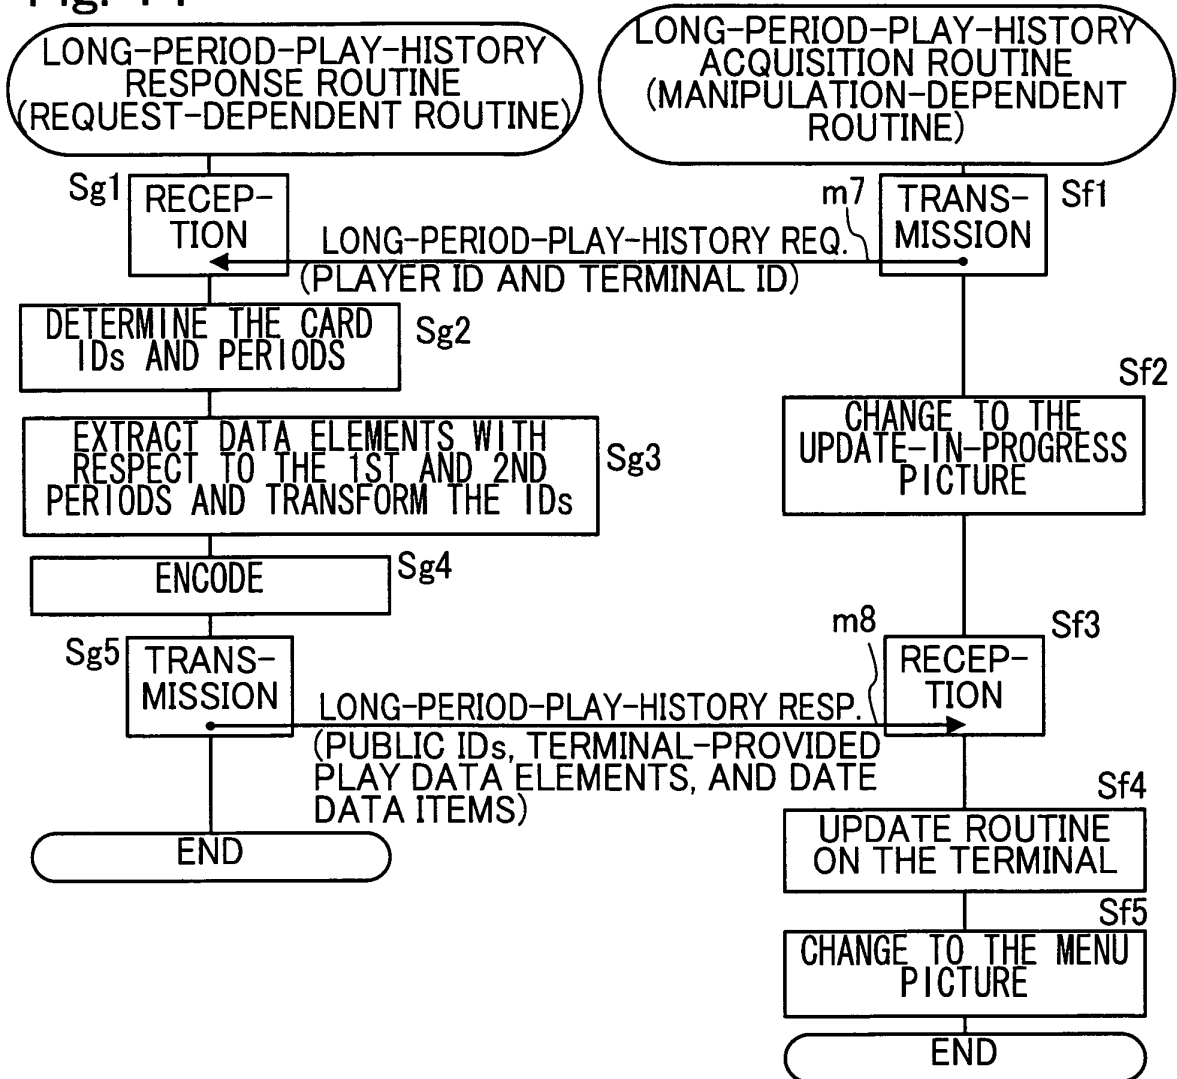 Fig.
LONG-PERIOD-PLAY-HISTORY
RESPONSE ROUTINE
(REQUEST-DEPENDENT ROUTINE)
LONG-PERIOD-PLAY-HISTORY
ACQUISITION ROUTINE
(MANIPULATION-DEPENDENT
ROUTINE)
Sg1
RECEP-
TION
m7
TRANS-
MISSION
Sf1
LONG-PERIOD-PLAY-HISTORY REQ.
(PLAYER ID AND TERMINAL ID)
DETERMINE THE CARD
IDs AND PERIODS
Sg2
Sf2
CHANGE TO THE
UPDATE-IN-PROGRESS
PICTURE
EXTRACT DATA ELEMENTS WITH
RESPECT TO THE 1ST AND 2ND
PERIODS AND TRANSFORM THE IDs
Sg3
ENCODE
Sg4
Sg5
TRANS-
MISSION
m8
RECEP-
TION
Sf3
LONG-PERIOD-PLAY-HISTORY RESP.
(PUBLIC IDs, TERMINAL-PROVIDED
PLAY DATA ELEMENTS, AND DATE
DATA ITEMS)
END
Sf4
UPDATE ROUTINE
ON THE TERMINAL
Sf5
CHANGE TO THE MENU
PICTURE
END